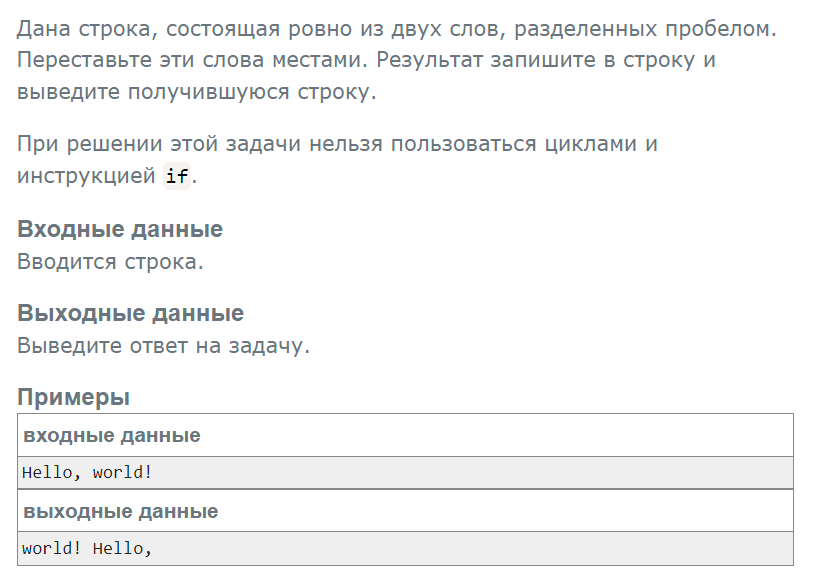 Дана строка, состоящая ровно из двух слов, разделенных пробелом.
Переставьте эти слова местами. Результат запишите в строку и
выведите получившуюся строку.
При решении этой задачи нельзя пользоваться циклами и
инструкцией if.
Входные данные
Вводится строка.
Выходные данные
Выведите ответ на задачу.
Примеры
входные данные
Hello, world!
выходные данные
world! Hello,